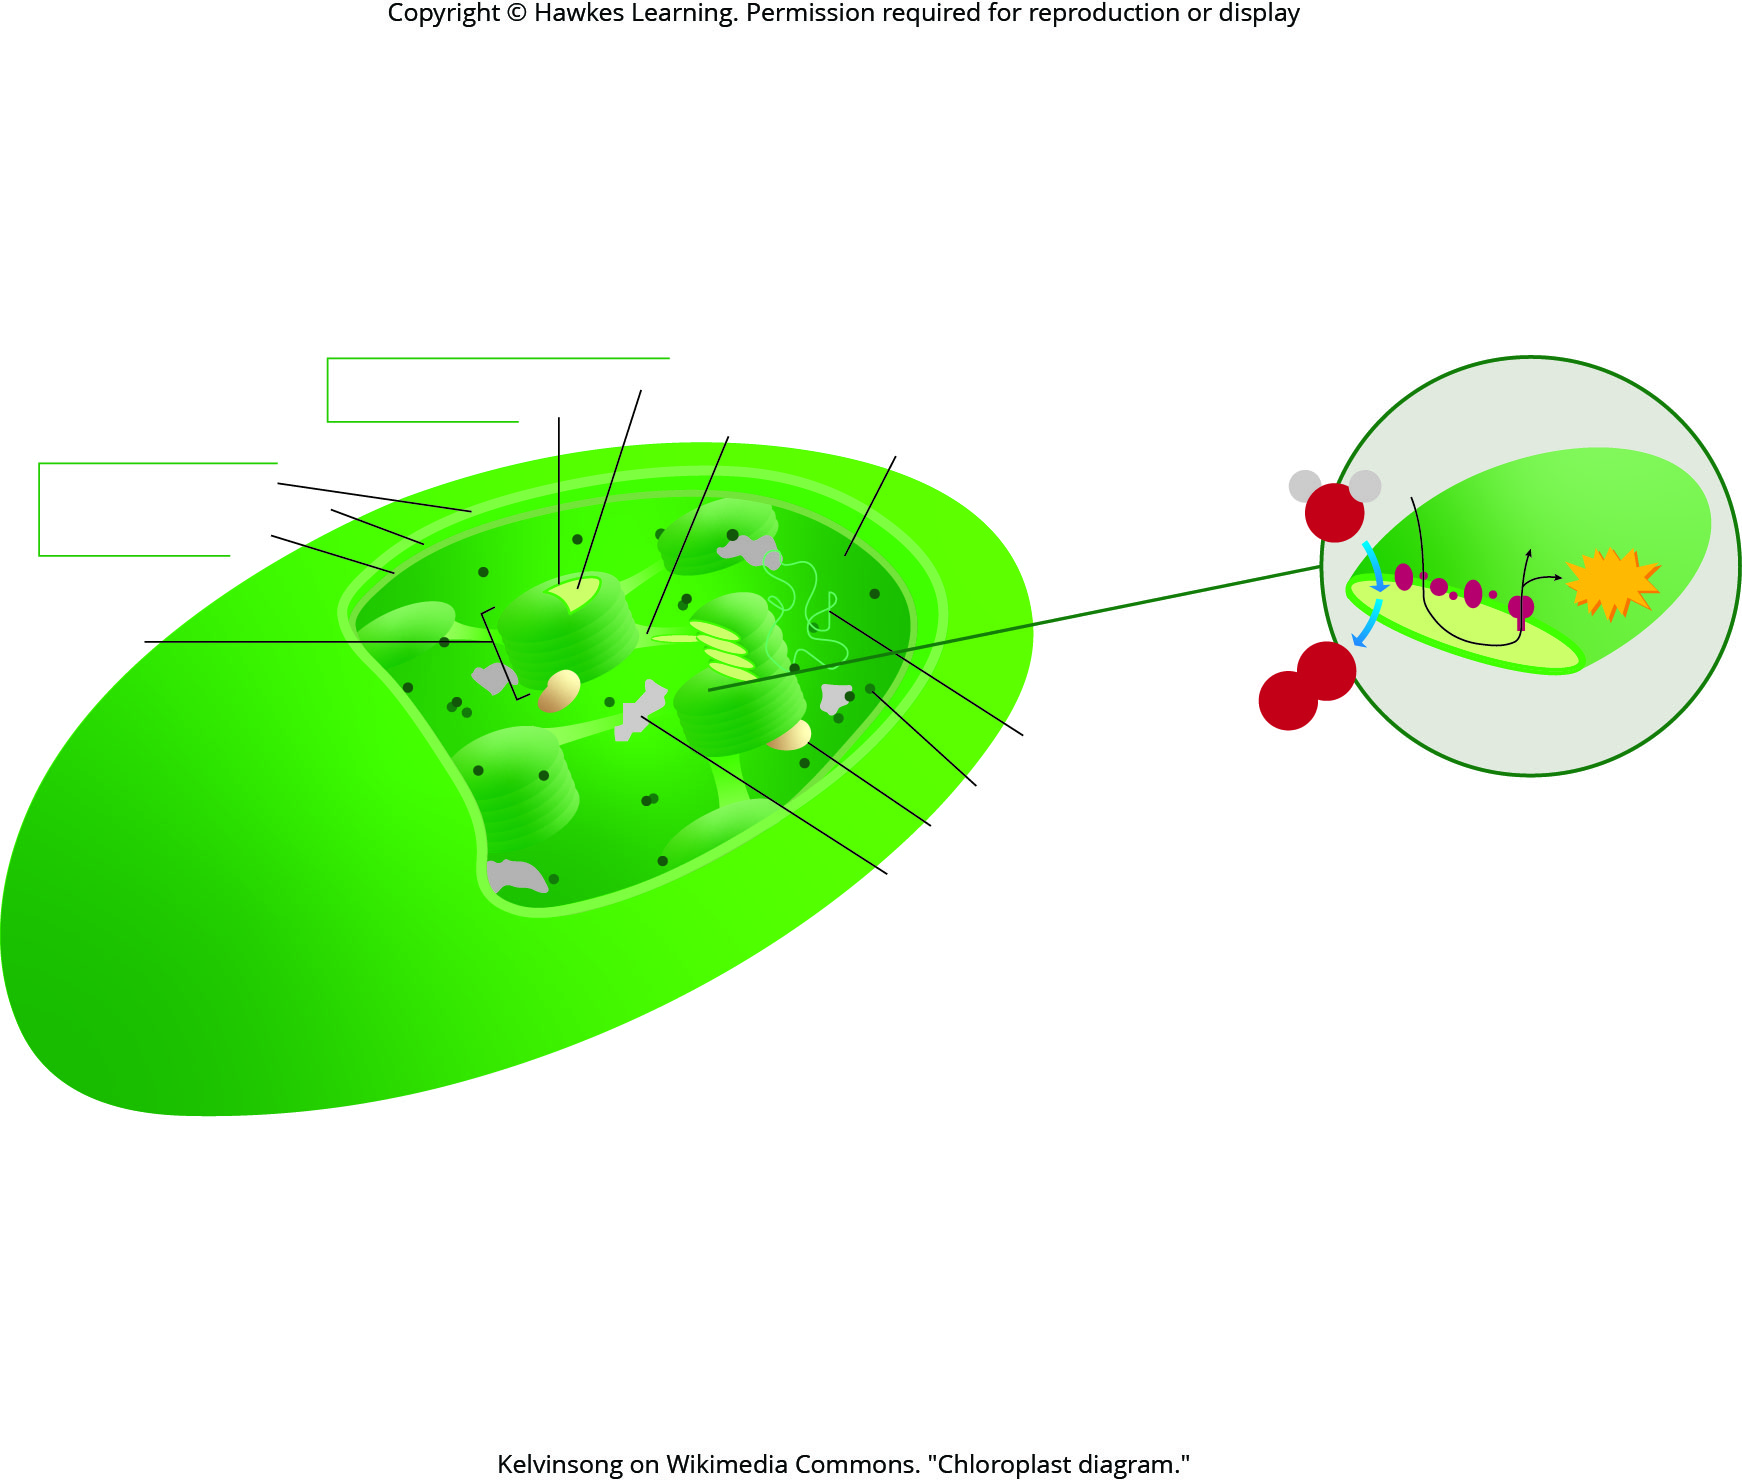 Copyright © Hawkes Learning. Permission required for reproduction or display
Kelvinsong on Wikimedia Commons. "Chloroplast diagram."